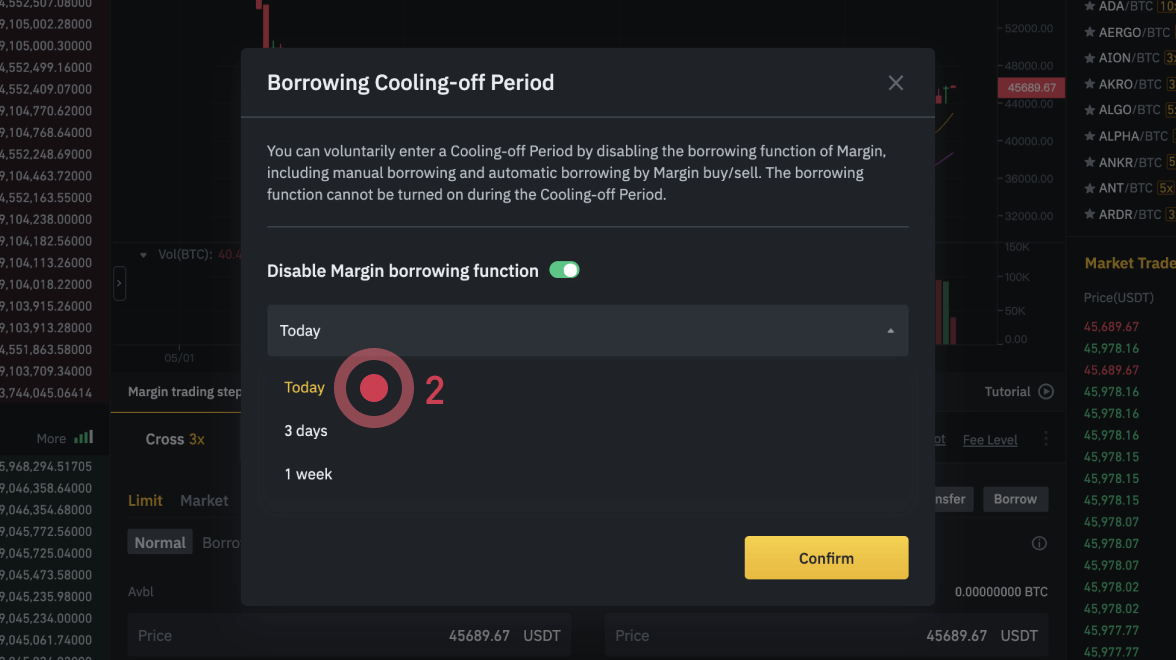 Borrowing Cooling-off Period
You can voluntarily enter a Cooling-off Period by disabling the borrowing function of Margin,
including manual borrowing and automatic borrowing by Margin buy/sell. The borrowing
function cannot be turned on during the Cooling-off Period.
Disable Margin borrowing function
Today
Today
2
3 days
1 week
Confirm
9,105,002.28000
9,105,000.30000
4,552,499.16000
4,552,409.07000
9,104,770.62000
9,104,768.64000
4,552,248.69000
9,104,463.72000
4,552,163.55000
9,104,238.00000
9,104,182.56000
9,104,113.26000
9,104,018.22000
9,103,915.26000
9,103,913.28000
4,551,863.58000
9,103,709.34000
3,744,045.06414
More
5,968,294.51705
9,046,358.64000
9,046,354.68000
9,045,772.56000
9,045,725.04000
9,045,473.58000
9,045,235.98000
9,045,234.00000
9,045,061.74000
Vol(BTC): 40.4
05/01
Margin trading step
Cross 3x
Limit Market
Normal Borro
Avbl
Price 45689.67 USDT
52000.00
48000.00
45689.67
44000.00
40000.00
36000.00
32000.00
150K
100K
50K
0.00
Tutorial
ot Fee Level
nsfer Borrow
0.00000000 BTC
Price 45689.67 USDT
ADA/BTC 10
AERGO/BTC
AION/BTC 3x
AKRO/BTC 3
ALGO/BTC 5
ALPHA/BTC
ANKR/BTC 5
ANT/BTC 5x
ARDR/BTC 3
Market Trade
Price(USDT)
45,689.67
45,978.16
45,689.67
45,978.16
45,978.16
45,978.16
45,978.15
45,978.15
45,978.15
45,978.07
45,978.07
45,978.07
45,978.02
45,978.02
45,977.77
45,977.77